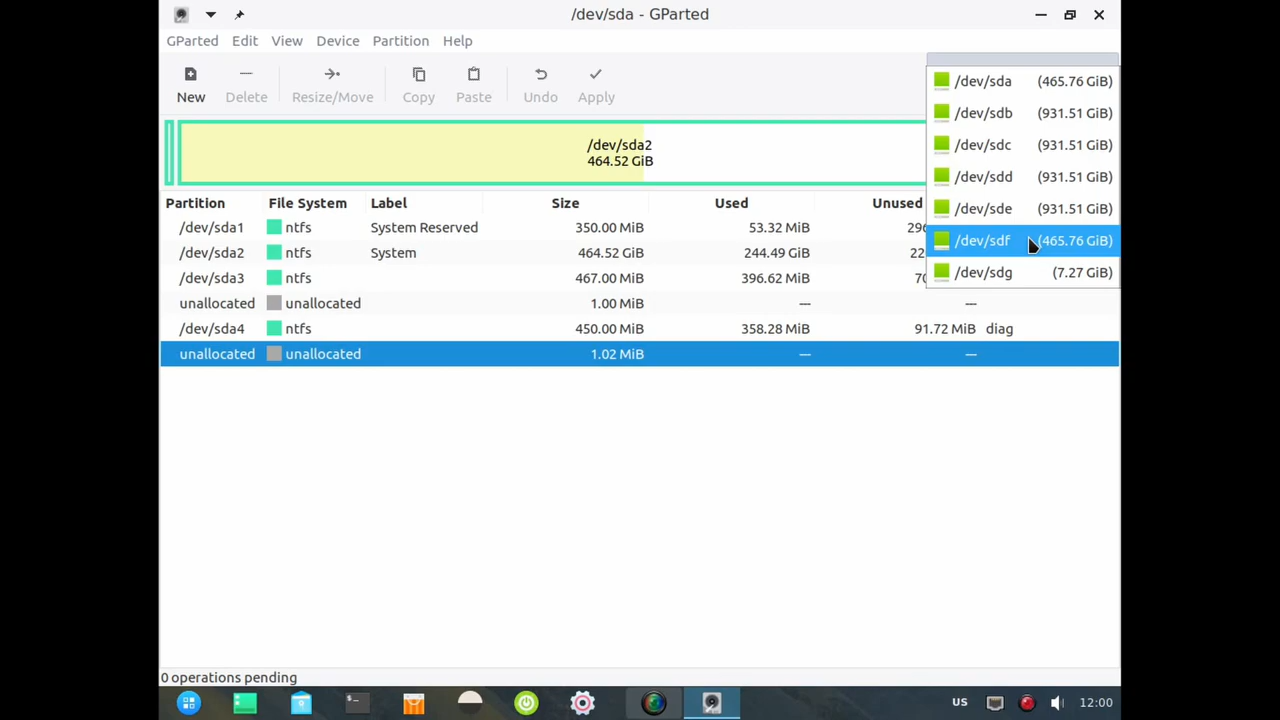 /dev/sda - GParted
GParted Edit View Device Partition Help
New Delete Resize/Move Copy Paste Undo Apply
/dev/sda (465.76 GiB)
/dev/sdb (931.51 GiB)
/dev/sdc (931.51 GiB)
/dev/sdd (931.51 GiB)
/dev/sde (931.51 GiB)
/dev/sdf (465.76 GiB)
/dev/sdg (7.27 GiB)
/dev/sda2
464.52 GiB
Partition File System Label Size Used Unused
/dev/sda1 ntfs System Reserved 350.00 MiB 53.32 MiB
/dev/sda2 ntfs System 464.52 GiB 244.49 GiB
/dev/sda3 ntfs 467.00 MiB 396.62 MiB
unallocated unallocated 1.00 MiB --- ---
/dev/sda4 ntfs 450.00 MiB 358.28 MiB 91.72 MiB diag
unallocated unallocated 1.02 MiB --- ---
0 operations pending
US 12:00